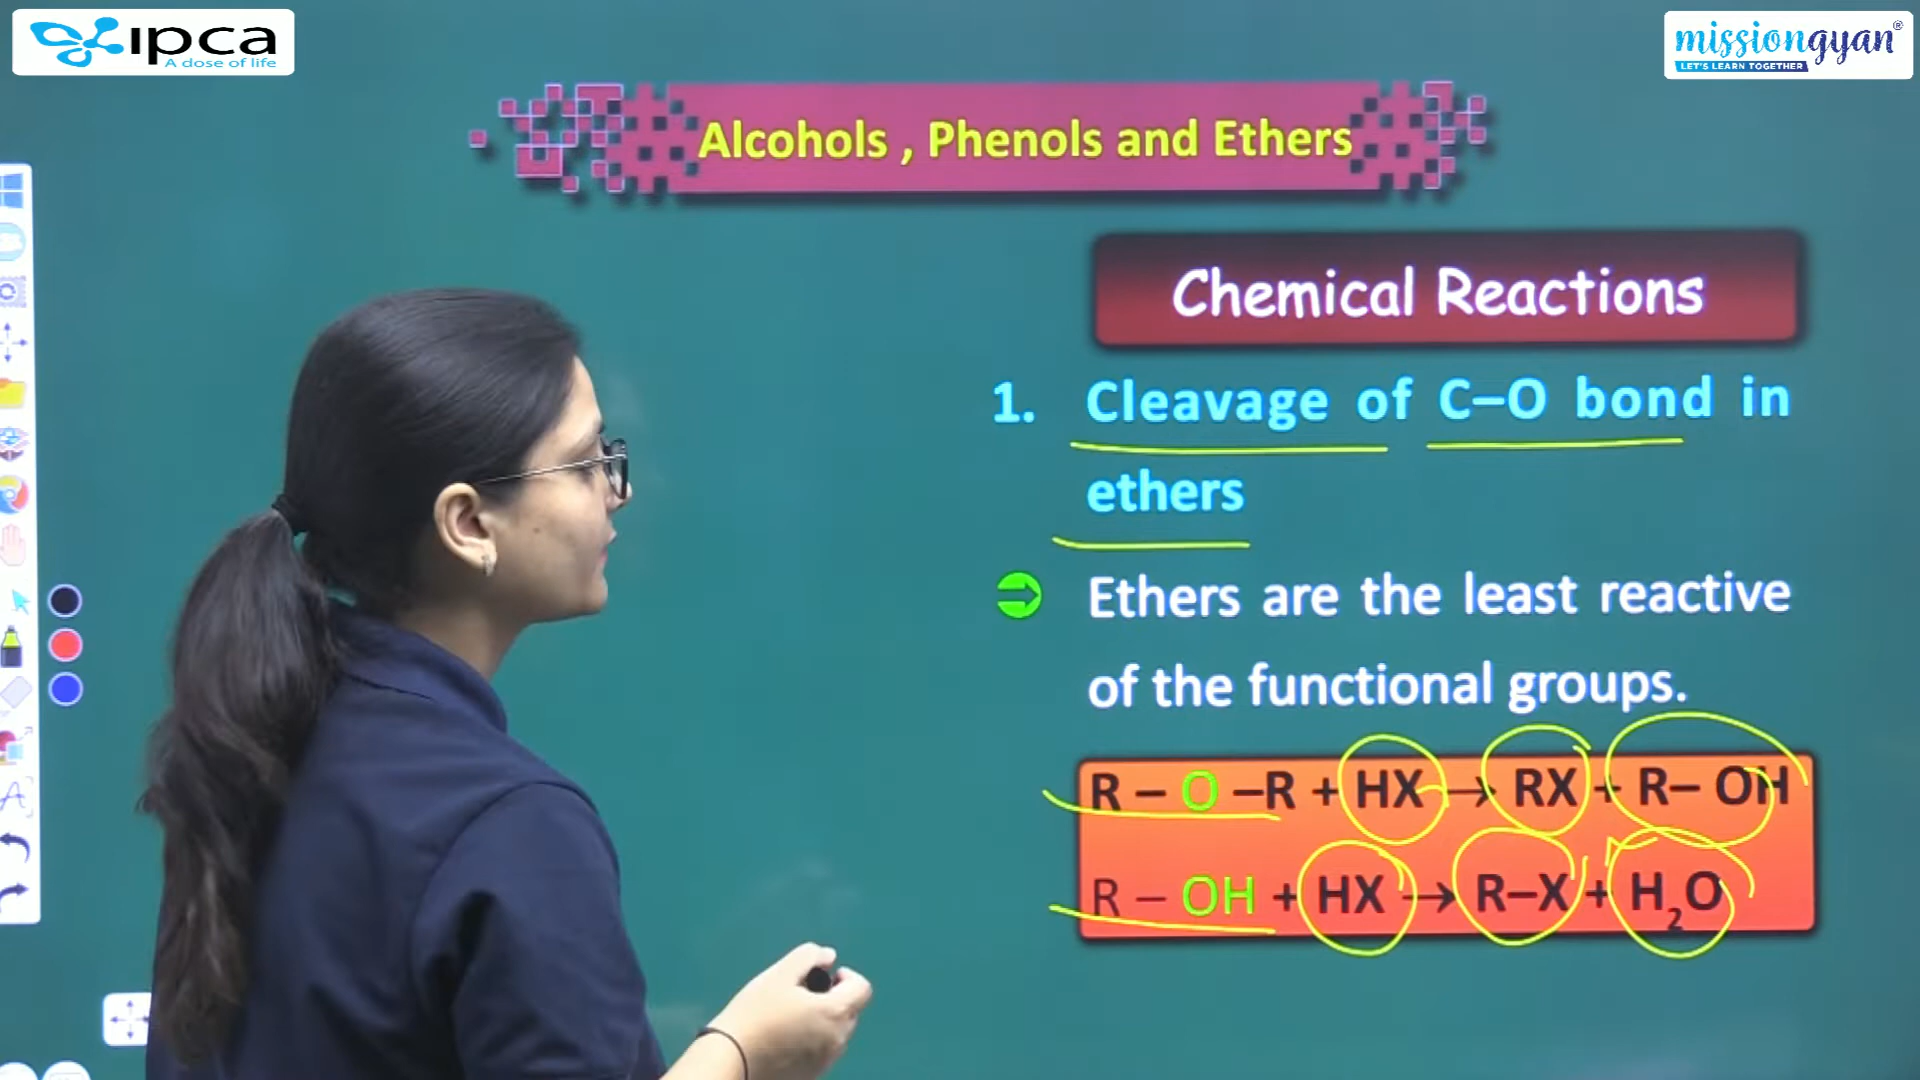 ipca
A dose of life
missiongyan®
LET'S LEARN TOGETHER
Alcohols , Phenols and Ethers
Chemical Reactions
1. Cleavage of C–O bond in
ethers
Ethers are the least reactive
of the functional groups.
R – O –R + HX → RX + R– OH
R – OH + HX → R–X + H₂O